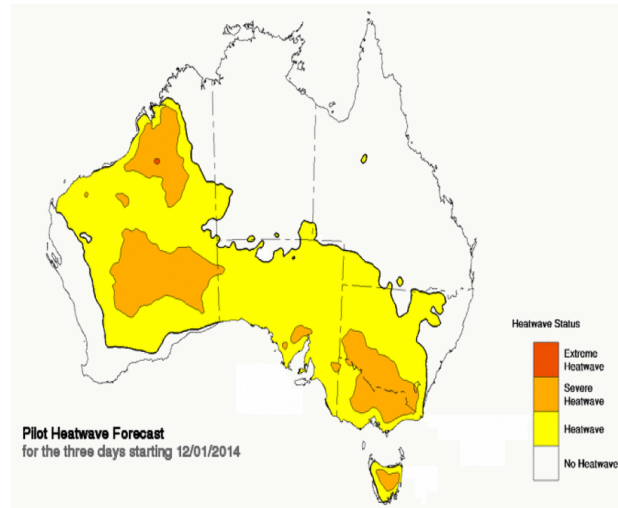 Heatwave Status
Extreme
Heatwave
Severe
Heatwave
Heatwave
No Heatwave
Pilot Heatwave Forecast
for the three days starting 12/01/2014